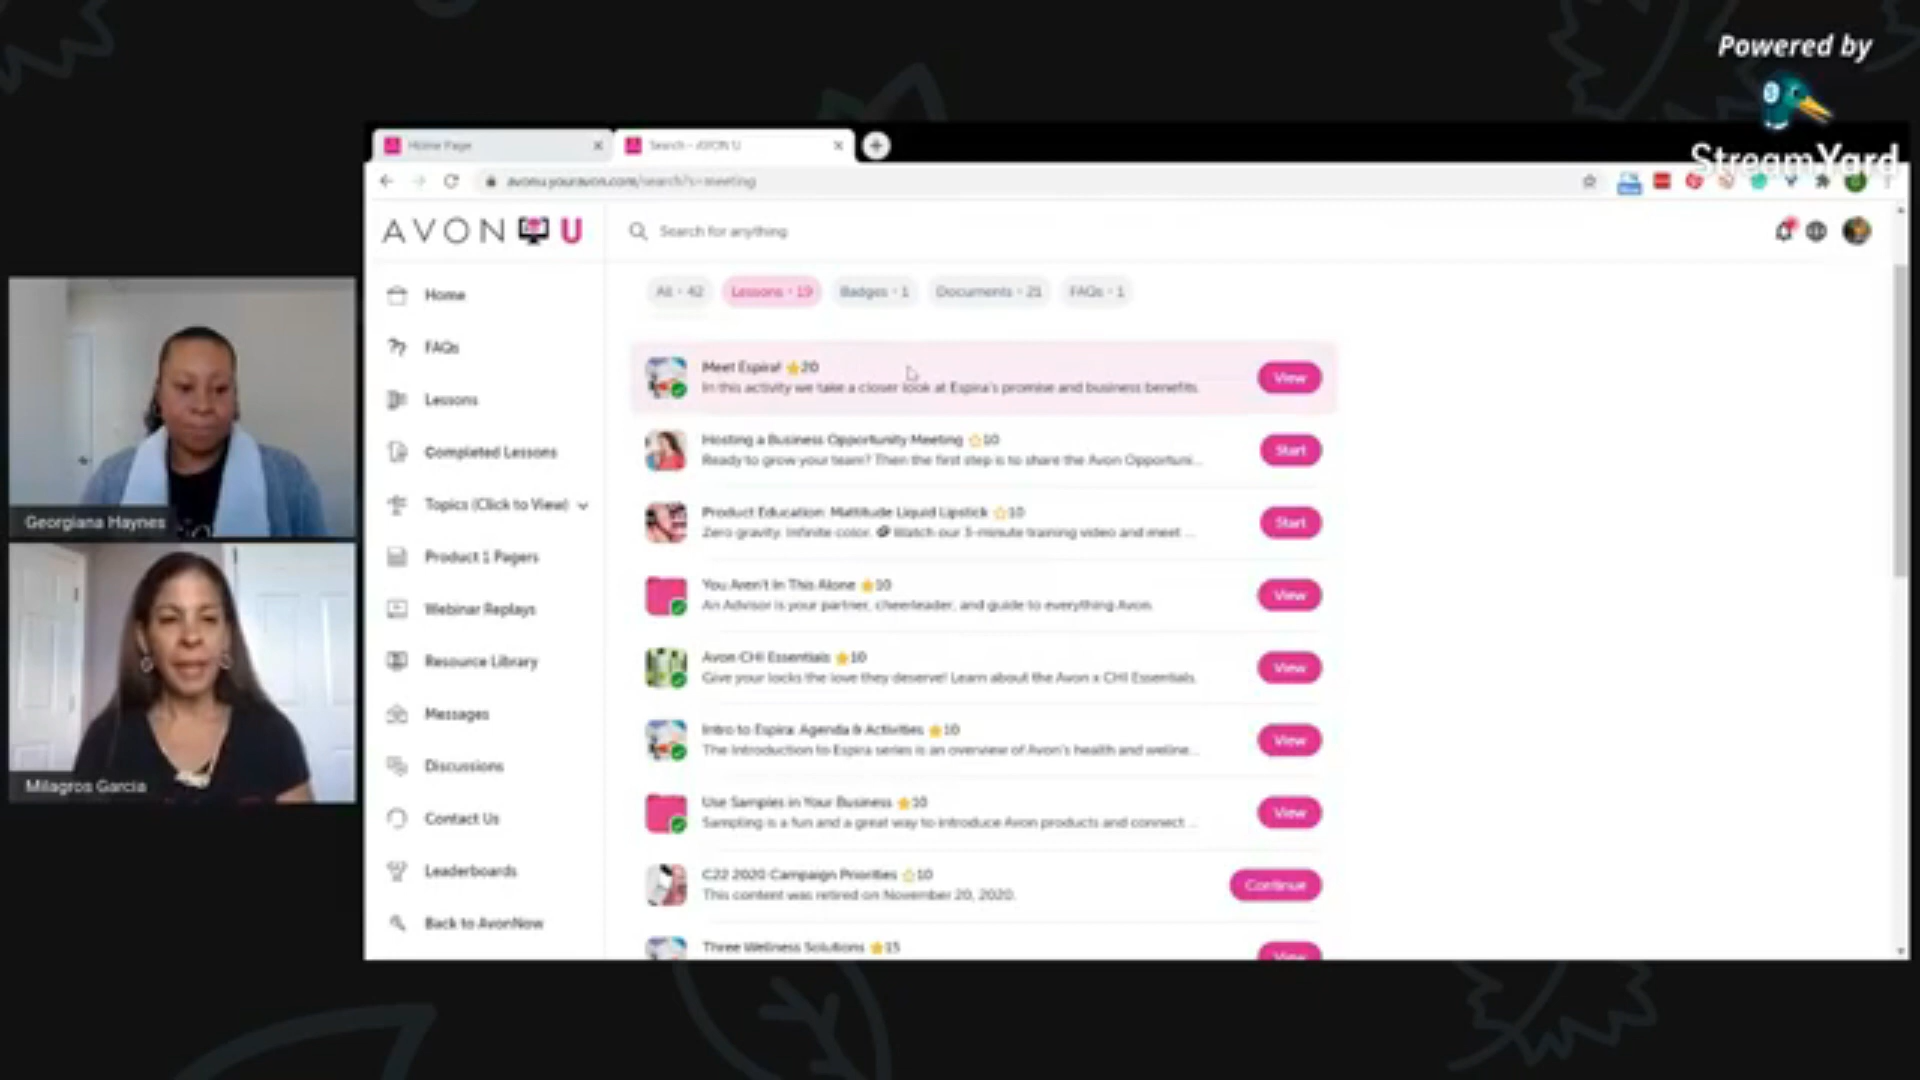 Powered by
StreamYard
Home Page
Search - AVON U
avonu.youravon.com/search?s=meeting
AVON U
Search for anything
Home
FAQs
Lessons
Completed Lessons
Topics (Click to View)
Product 1 Pagers
Webinar Replays
Resource Library
Messages
Discussions
Contact Us
Leaderboards
Back to AvonNow
All · 42
Lessons · 19
Badges · 1
Documents · 21
FAQs · 1
Meet Espira! ⭐20
In this activity we take a closer look at Espira's promise and business benefits.
View
Hosting a Business Opportunity Meeting ☆10
Ready to grow your team? Then the first step is to share the Avon Opportuni...
Start
Product Education: Mattitude Liquid Lipstick ☆10
Zero gravity. Infinite color. Watch our 3-minute training video and meet ...
Start
You Aren't In This Alone ⭐10
An Advisor is your partner, cheerleader, and guide to everything Avon.
View
Avon CHI Essentials ⭐10
Give your locks the love they deserve! Learn about the Avon x CHI Essentials.
View
Intro to Espira: Agenda & Activities ⭐10
The Introduction to Espira series is an overview of Avon's health and wellne...
View
Use Samples in Your Business ⭐10
Sampling is a fun and a great way to introduce Avon products and connect ...
View
C22 2020 Campaign Priorities ☆10
This content was retired on November 20, 2020.
Continue
Three Wellness Solutions ⭐15
View
Georgiana Haynes
Milagros Garcia